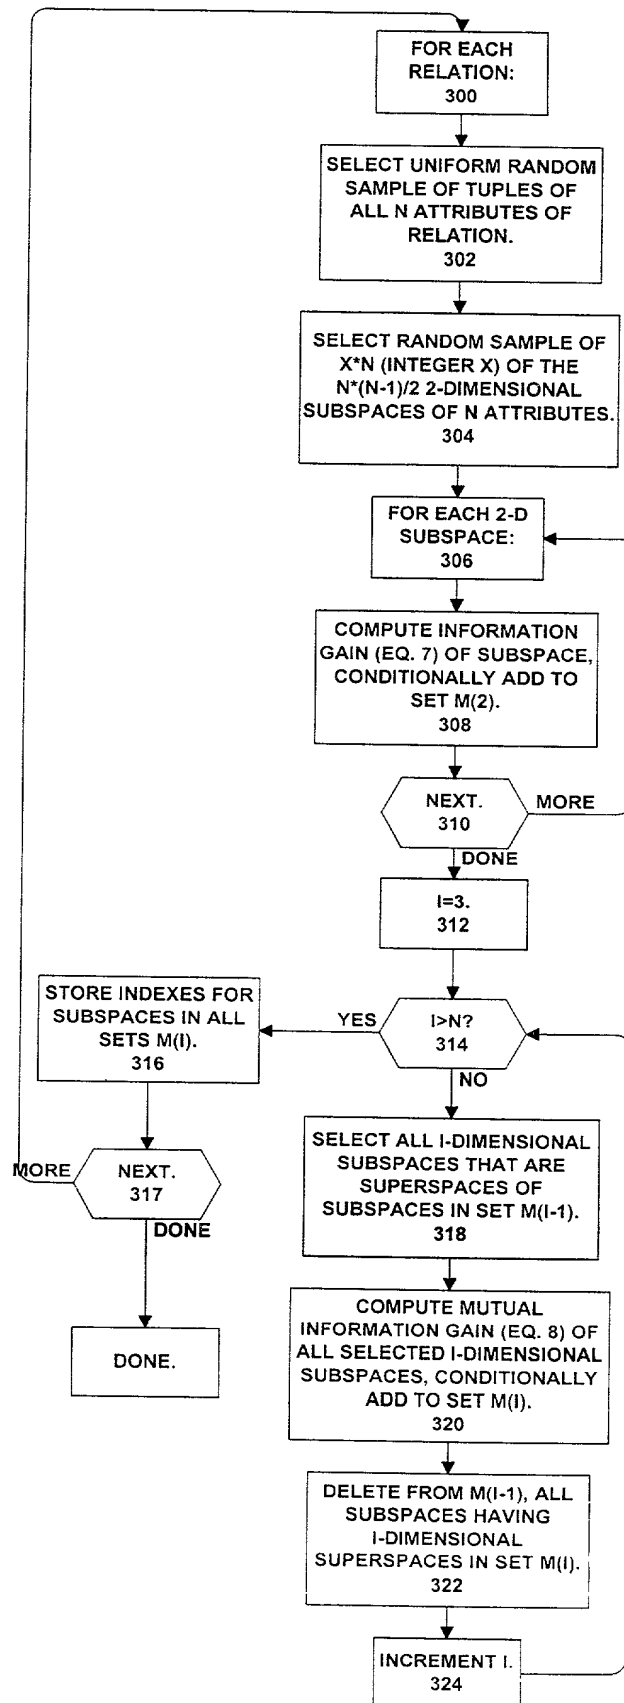 FOR EACH
RELATION:
300
SELECT UNIFORM RANDOM
SAMPLE OF TUPLES OF
ALL N ATTRIBUTES OF
RELATION.
302
SELECT RANDOM SAMPLE OF
X*N (INTEGER X) OF THE
N*(N-1)/2 2-DIMENSIONAL
SUBSPACES OF N ATTRIBUTES.
304
FOR EACH 2-D
SUBSPACE:
306
COMPUTE INFORMATION
GAIN (EQ. 7) OF SUBSPACE,
CONDITIONALLY ADD TO
SET M(2).
308
NEXT.
310
MORE
DONE
I=3.
312
I>N?
314
YES
NO
STORE INDEXES FOR
SUBSPACES IN ALL
SETS M(I).
316
NEXT.
317
MORE
DONE
DONE.
SELECT ALL I-DIMENSIONAL
SUBSPACES THAT ARE
SUPERSPACES OF
SUBSPACES IN SET M(I-1).
318
COMPUTE MUTUAL
INFORMATION GAIN (EQ. 8) OF
ALL SELECTED I-DIMENSIONAL
SUBSPACES, CONDITIONALLY
ADD TO SET M(I).
320
DELETE FROM M(I-1), ALL
SUBSPACES HAVING
I-DIMENSIONAL
SUPERSPACES IN SET M(I).
322
INCREMENT I.
324